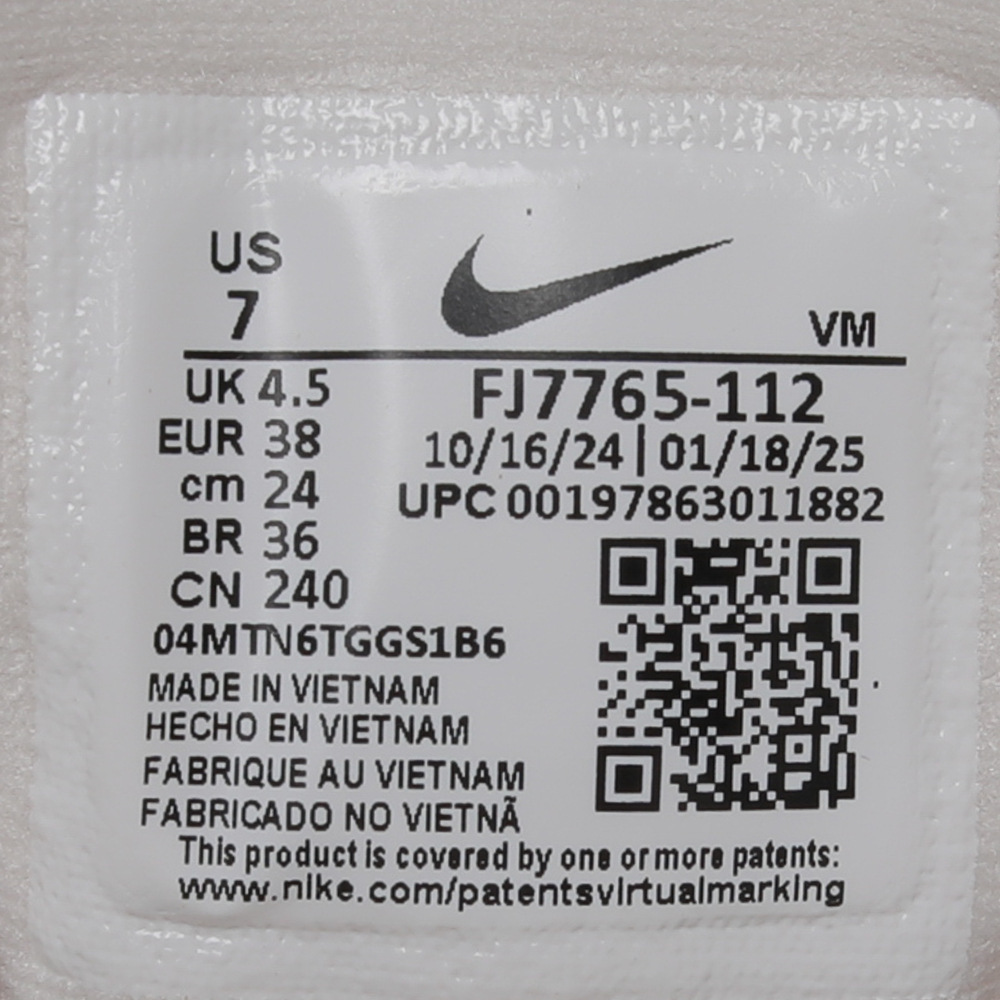 US
7
VM
UK 4.5
EUR 38
cm 24
BR 36
CN 240
FJ7765-112
10/16/24 | 01/18/25
UPC 001978630118​82
04MTN6TGGS1B6
MADE IN VIETNAM
HECHO EN VIETNAM
FABRIQUE AU VIETNAM
FABRICADO NO VIETNÃ
This product is covered by one or more patents:
www.nike.com/patentsvirtualmarking